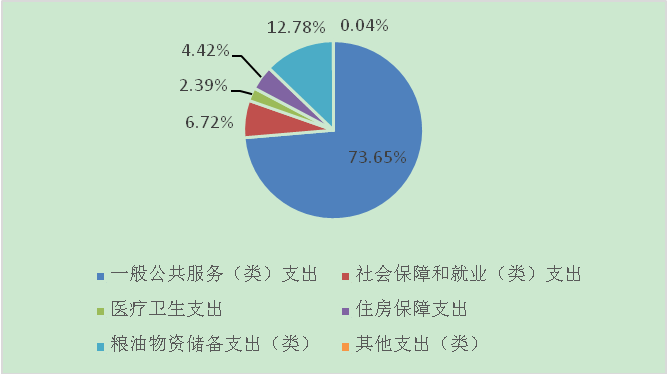 12.78% 0.04%
4.42%
2.39%
6.72%
73.65%
一般公共服务（类）支出 社会保障和就业（类）支出
医疗卫生支出 住房保障支出
粮油物资储备支出（类） 其他支出（类）